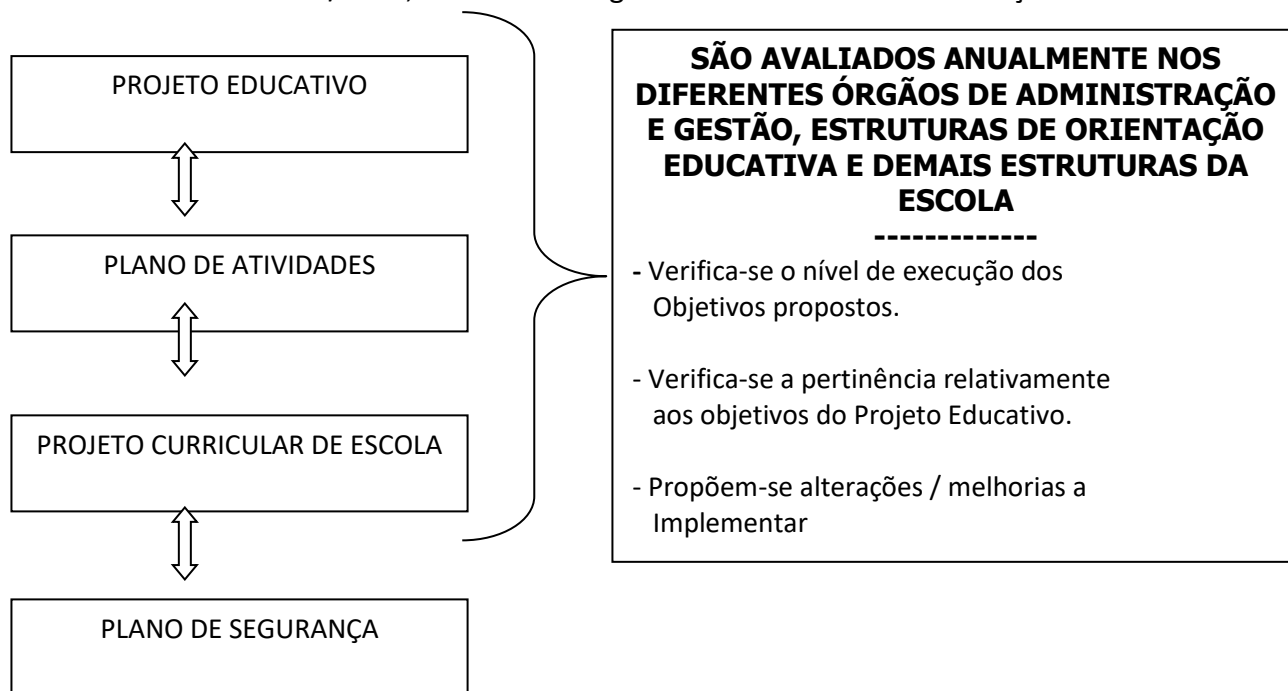 PROJETO EDUCATIVO
PLANO DE ATIVIDADES
PROJETO CURRICULAR DE ESCOLA
PLANO DE SEGURANÇA
SÃO AVALIADOS ANUALMENTE NOS
DIFERENTES ÓRGÃOS DE ADMINISTRAÇÃO
E GESTÃO, ESTRUTURAS DE ORIENTAÇÃO
EDUCATIVA E DEMAIS ESTRUTURAS DA
ESCOLA
-------------
- Verifica-se o nível de execução dos
Objetivos propostos.
- Verifica-se a pertinência relativamente
aos objetivos do Projeto Educativo.
- Propõem-se alterações / melhorias a
Implementar